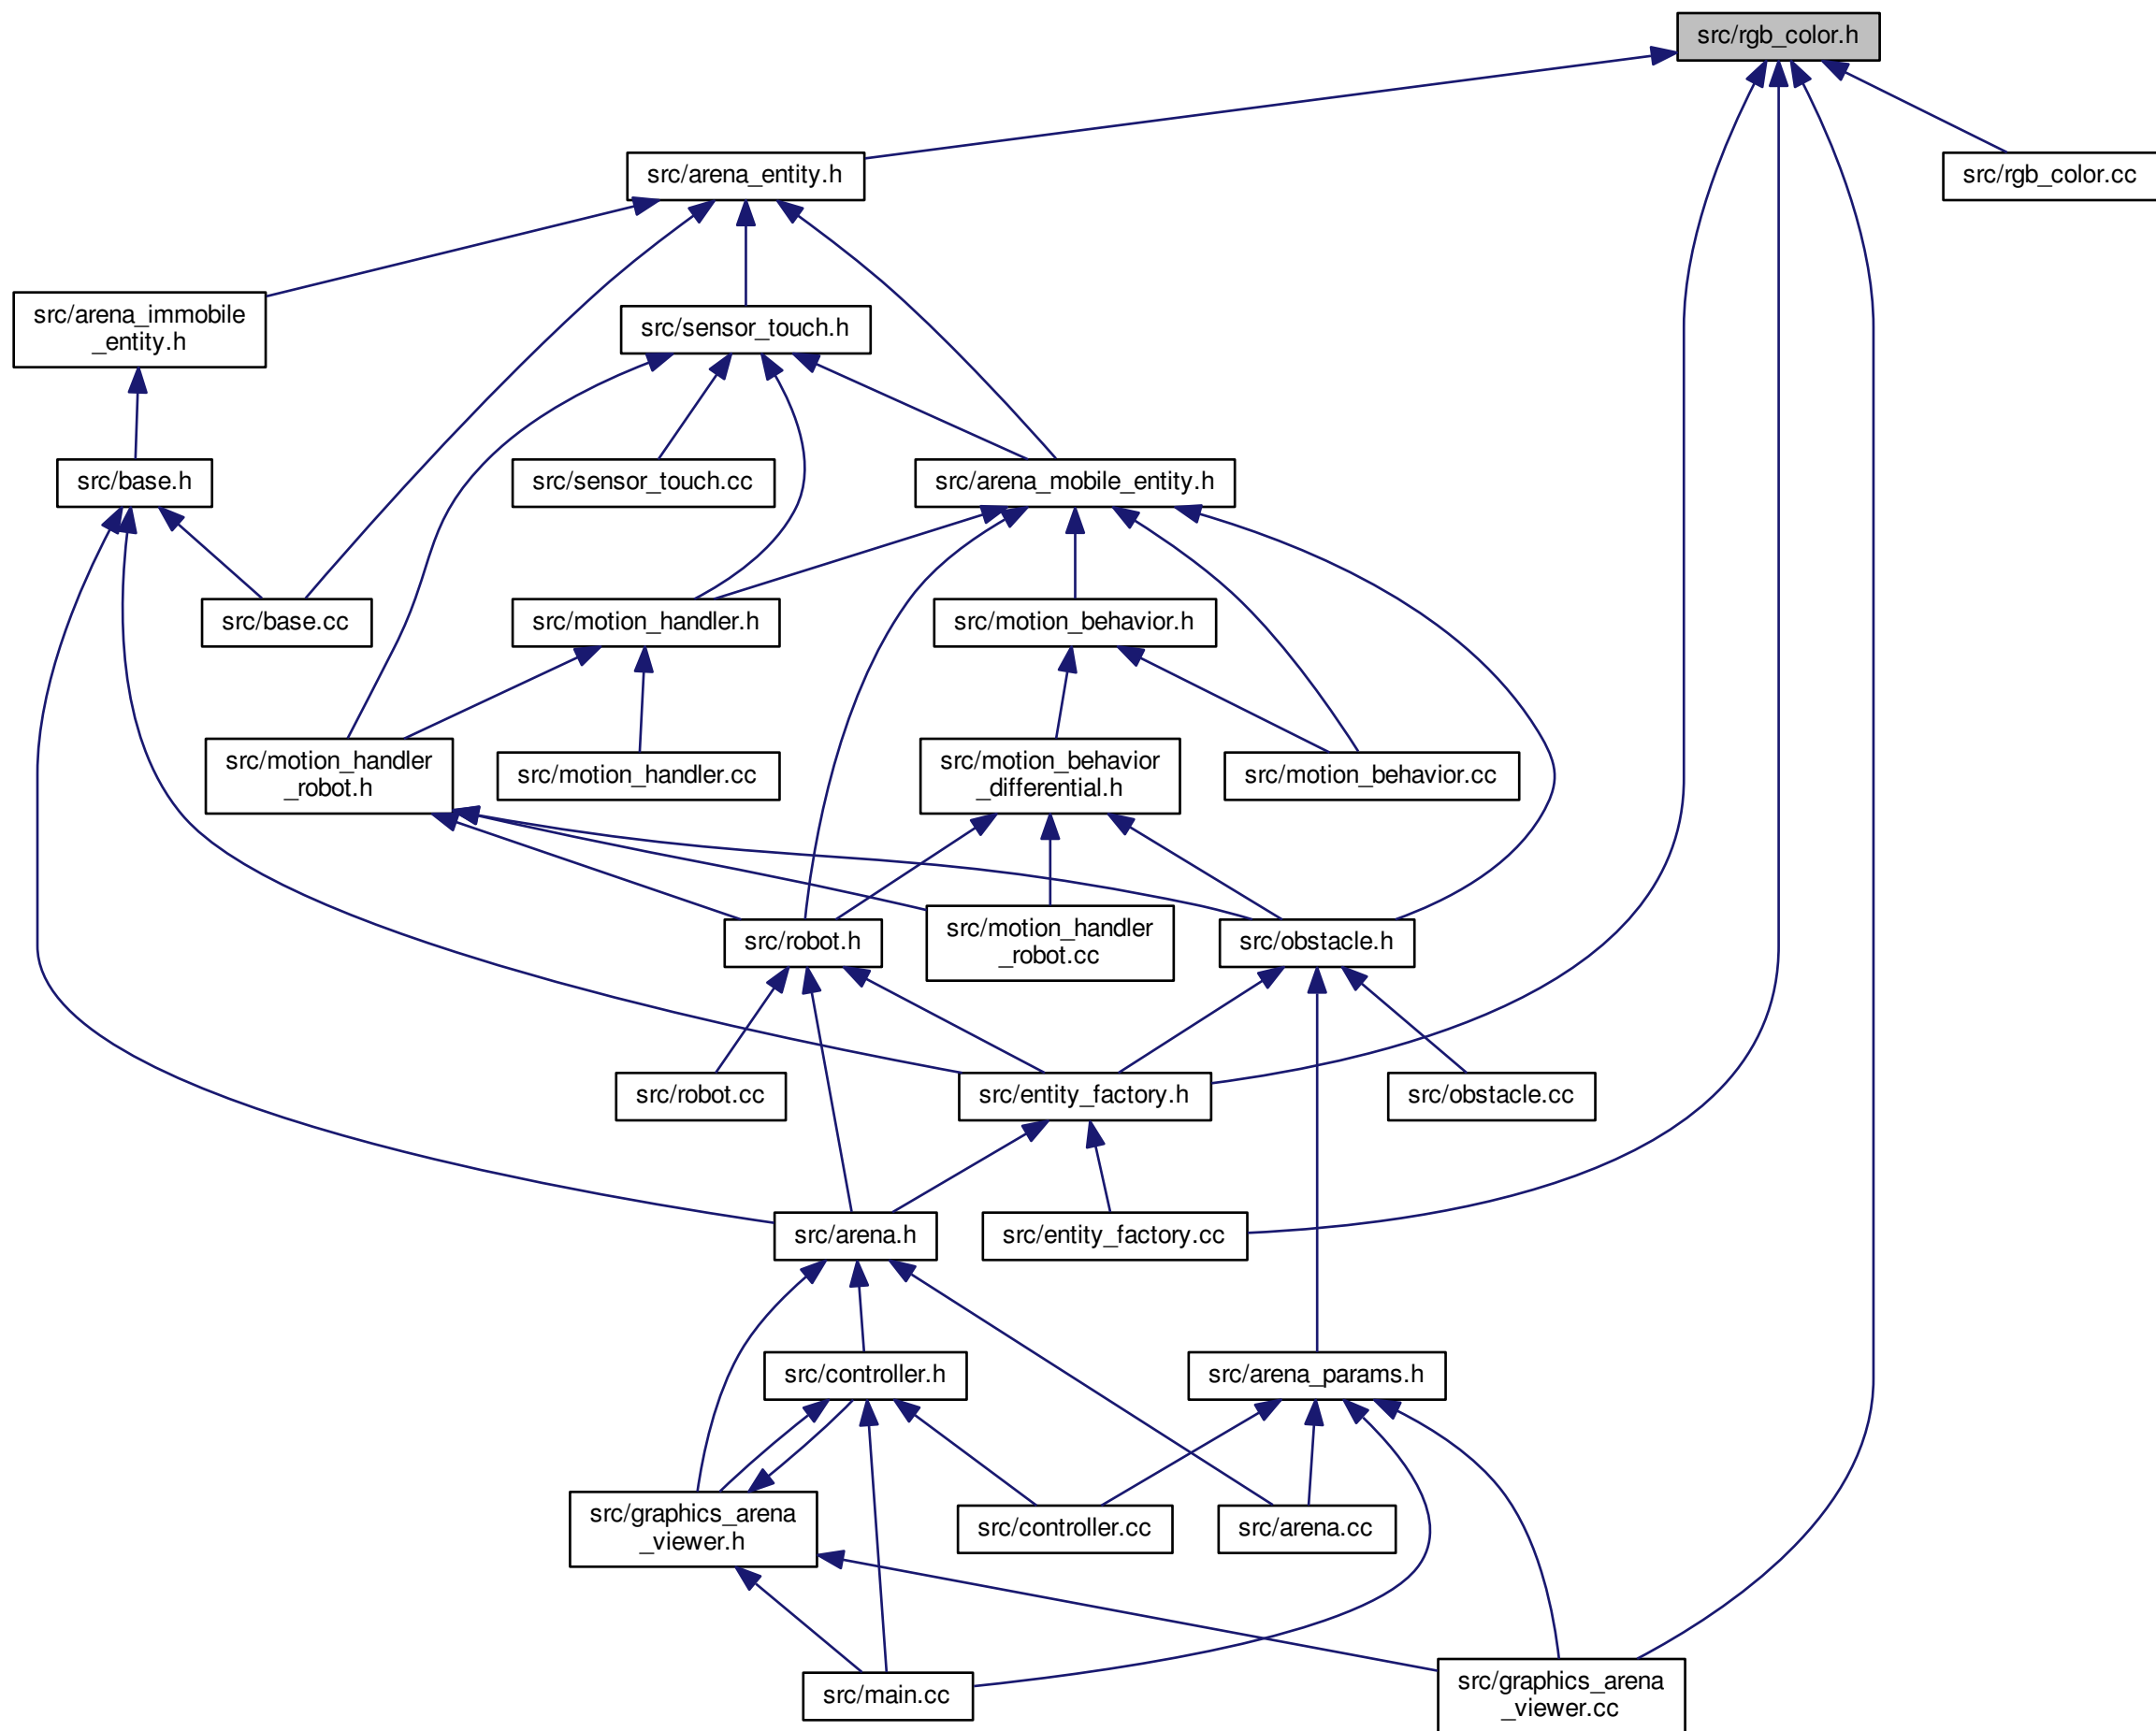 src/rgb_color.h
src/arena_entity.h
src/rgb_color.cc
src/arena_immobile
_entity.h
src/sensor_touch.h
src/base.h
src/sensor_touch.cc
src/arena_mobile_entity.h
src/base.cc
src/motion_handler.h
src/motion_behavior.h
src/motion_handler
_robot.h
src/motion_handler.cc
src/motion_behavior
_differential.h
src/motion_behavior.cc
src/robot.h
src/motion_handler
_robot.cc
src/obstacle.h
src/robot.cc
src/entity_factory.h
src/obstacle.cc
src/arena.h
src/entity_factory.cc
src/controller.h
src/arena_params.h
src/graphics_arena
_viewer.h
src/controller.cc
src/arena.cc
src/main.cc
src/graphics_arena
_viewer.cc